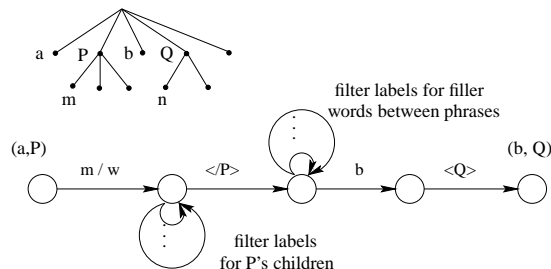 a
P
b
Q
m
n
filter labels for filler
words between phrases
(a,P)
(b, Q)
m / w
</P>
b
<Q>
filter labels
for P's children